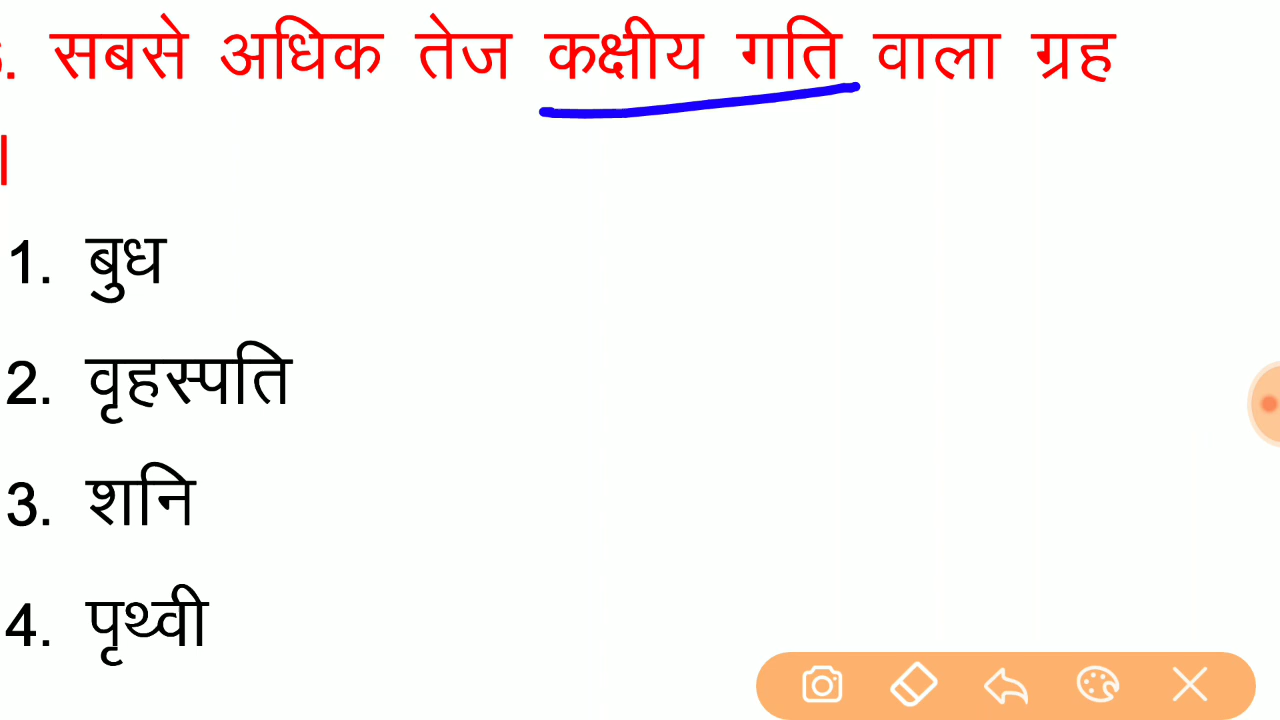 . सबसे अधिक तेज कक्षीय गति वाला ग्रह
|
1. बुध
2. वृहस्पति
3. शनि
4. पृथ्वी